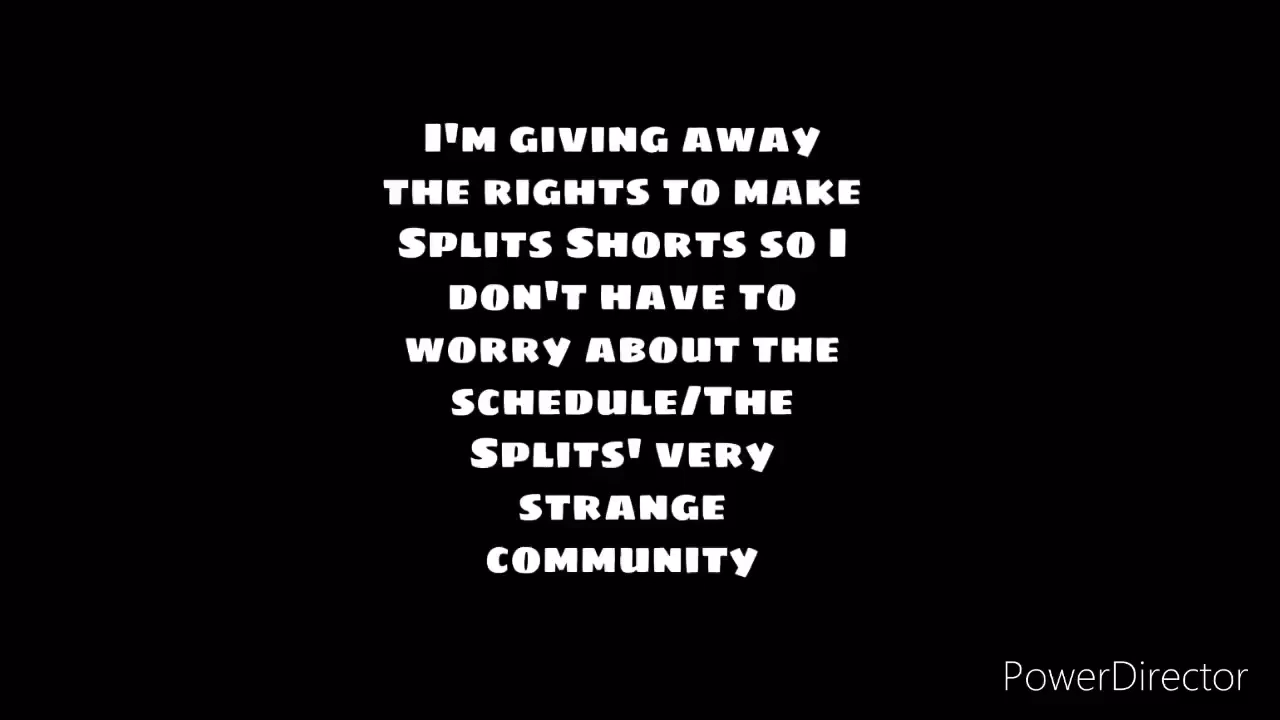 I'm giving away
the rights to make
Splits Shorts so I
don't have to
worry about the
schedule/The
Splits' very
strange
community
PowerDirector